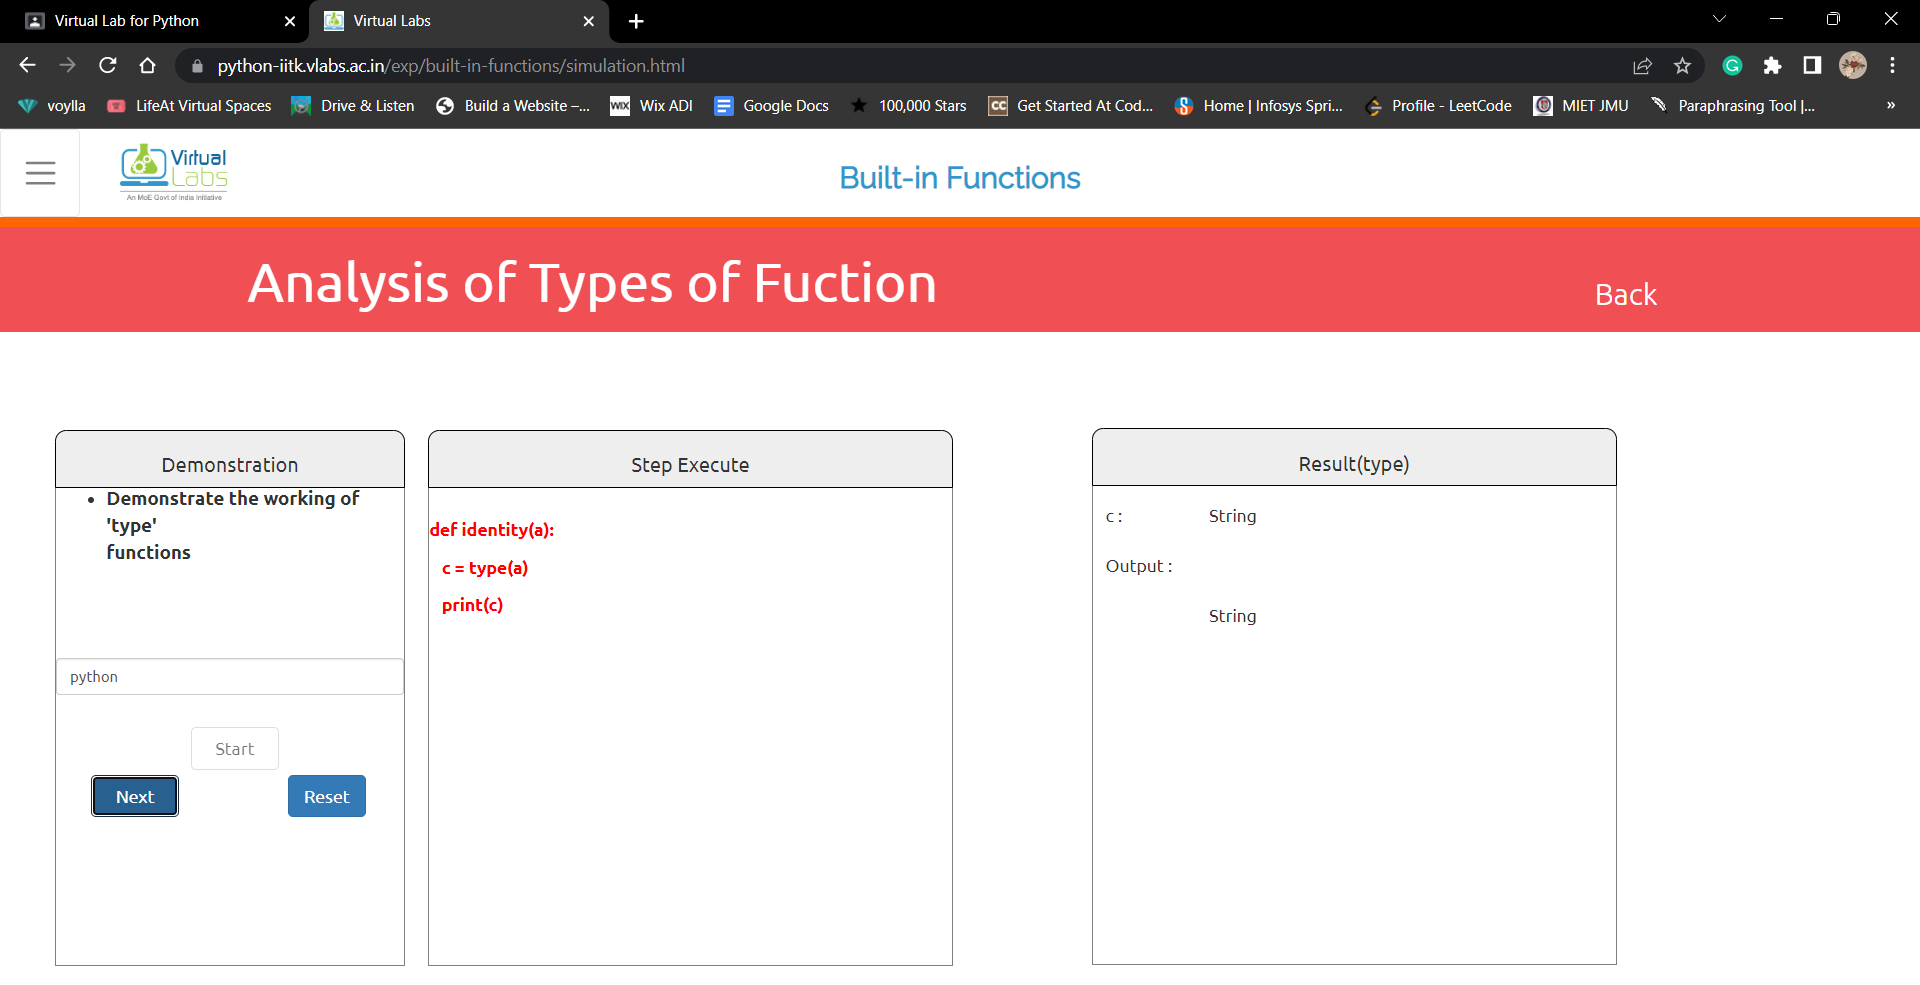 Virtual Lab for Python
Virtual Labs
python-iitk.vlabs.ac.in/exp/built-in-functions/simulation.html
voylla
LifeAt Virtual Spaces
Drive & Listen
Build a Website –...
WIX
Wix ADI
Google Docs
100,000 Stars
CC
Get Started At Cod...
Home | Infosys Spri...
Profile - LeetCode
MIET JMU
Paraphrasing Tool |...
»
Virtual
Labs
An MoE Govt of India Initiative
Built-in Functions
Analysis of Types of Fuction
Back
Demonstration
• Demonstrate the working of
'type'
functions
python
Start
Next
Reset
Step Execute
def identity(a):
c = type(a)
print(c)
Result(type)
c : String
Output :
String